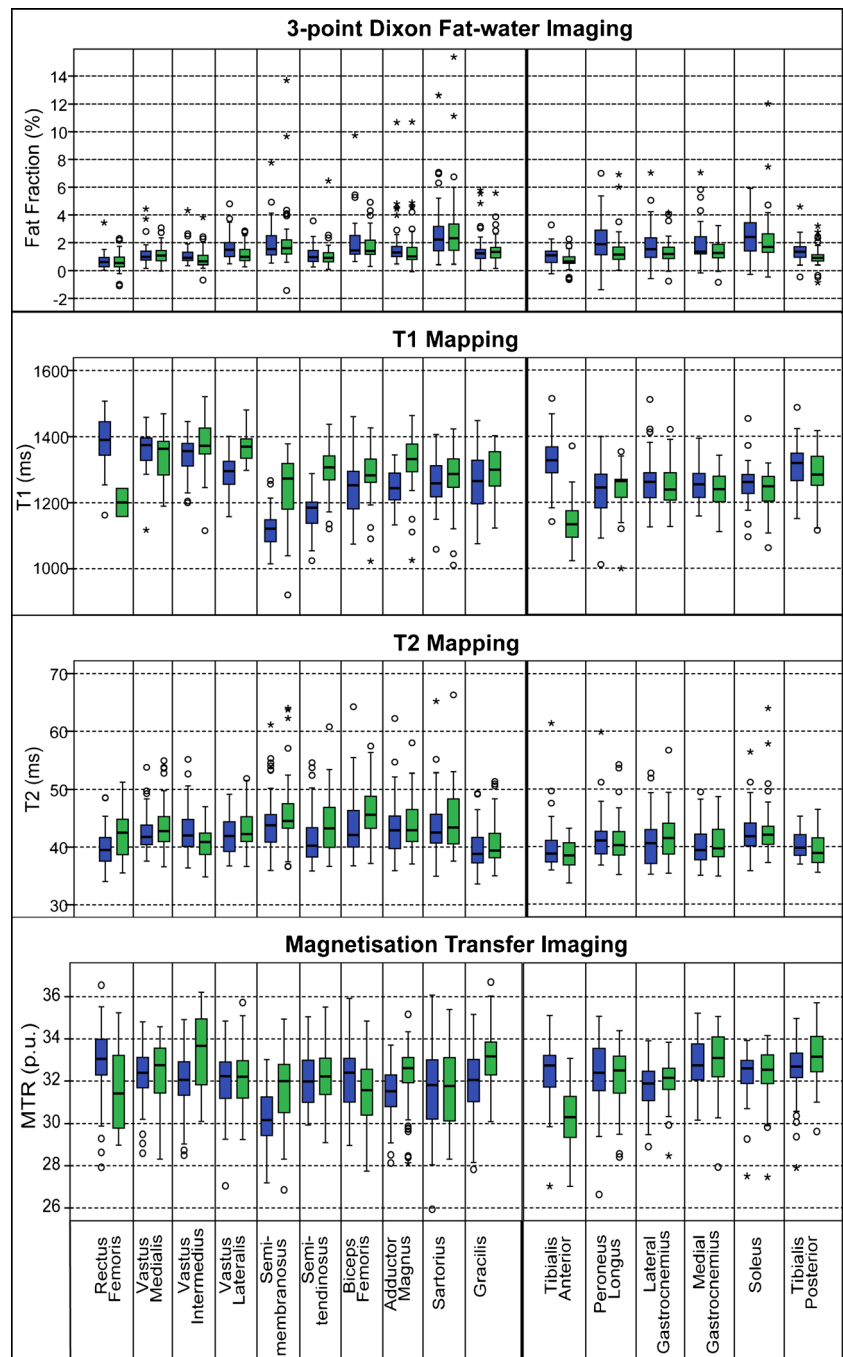 3-point Dixon Fat-water Imaging
Fat Fraction (%)
14
12
10
8
6
4
2
0
-2
T1 Mapping
T1 (ms)
1600
1400
1200
1000
T2 Mapping
T2 (ms)
70
60
50
40
30
Magnetisation Transfer Imaging
MTR (p.u.)
36
34
32
30
28
26
Rectus
Femoris
Vastus
Medialis
Vastus
Intermedius
Vastus
Lateralis
Semi-
membranosus
Semi-
tendinosus
Biceps
Femoris
Adductor
Magnus
Sartorius
Gracilis
Tibialis
Anterior
Peroneus
Longus
Lateral
Gastrocnemius
Medial
Gastrocnemius
Soleus
Tibialis
Posterior